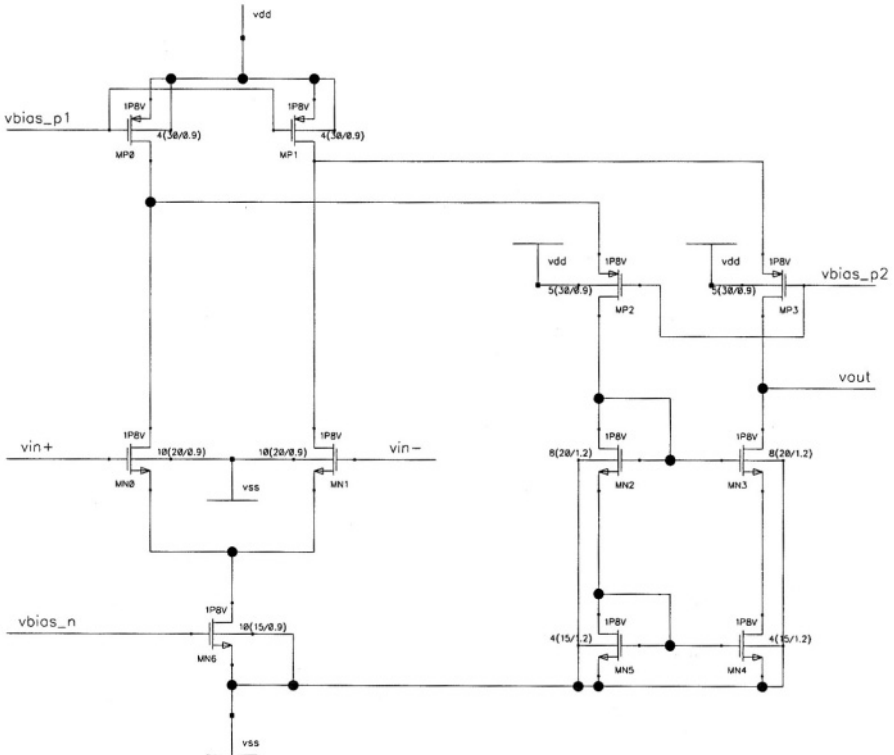 vdd
1P8V 1P8V
vbias_p1 4(30/0.9) 4(30/0.9)
MP0 MP1
vdd 1P8V vdd 1P8V
vbias_p2
5(30/0.9) 5(30/0.9)
MP2 MP3
vout
1P8V 1P8V 1P8V 1P8V
vin+ 10(20/0.9) 10(20/0.9) vin- 8(20/1.2) 8(20/1.2)
MN0 MN1 MN2 MN3
vss
1P8V 1P8V 1P8V
vbias_n 10(15/0.9) 4(15/1.2) 4(15/1.2)
MN6 MN5 MN4
vss